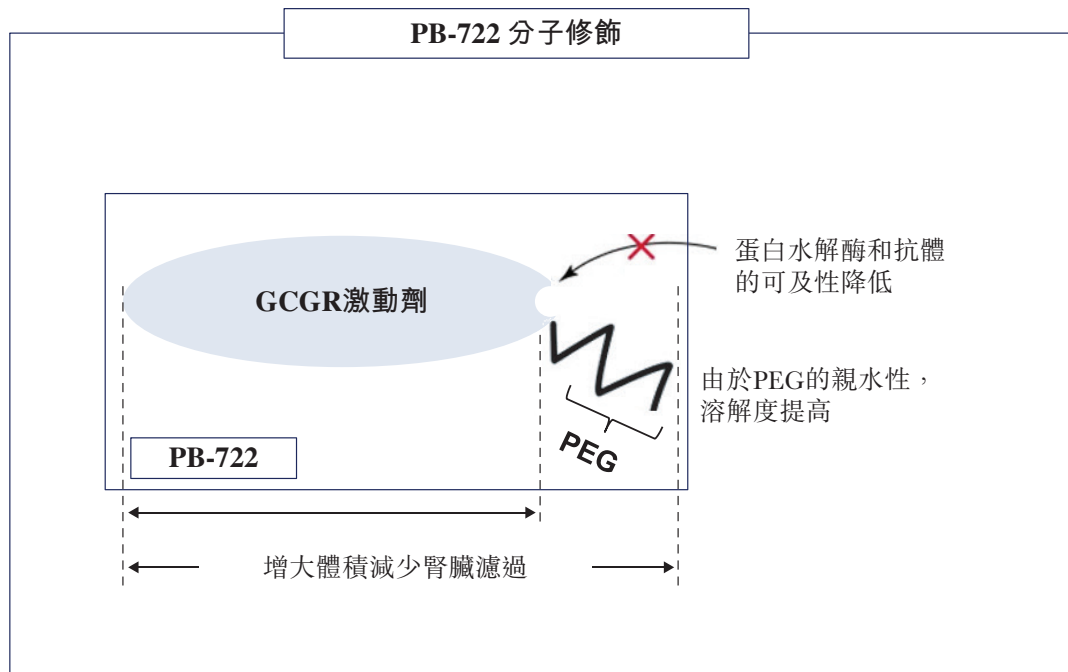 PB-722 分子修飾
蛋白水解酶和抗體
的可及性降低
GCGR激動劑
由於PEG的親水性，
溶解度提高
PEG
PB-722
增大體積減少腎臟濾過